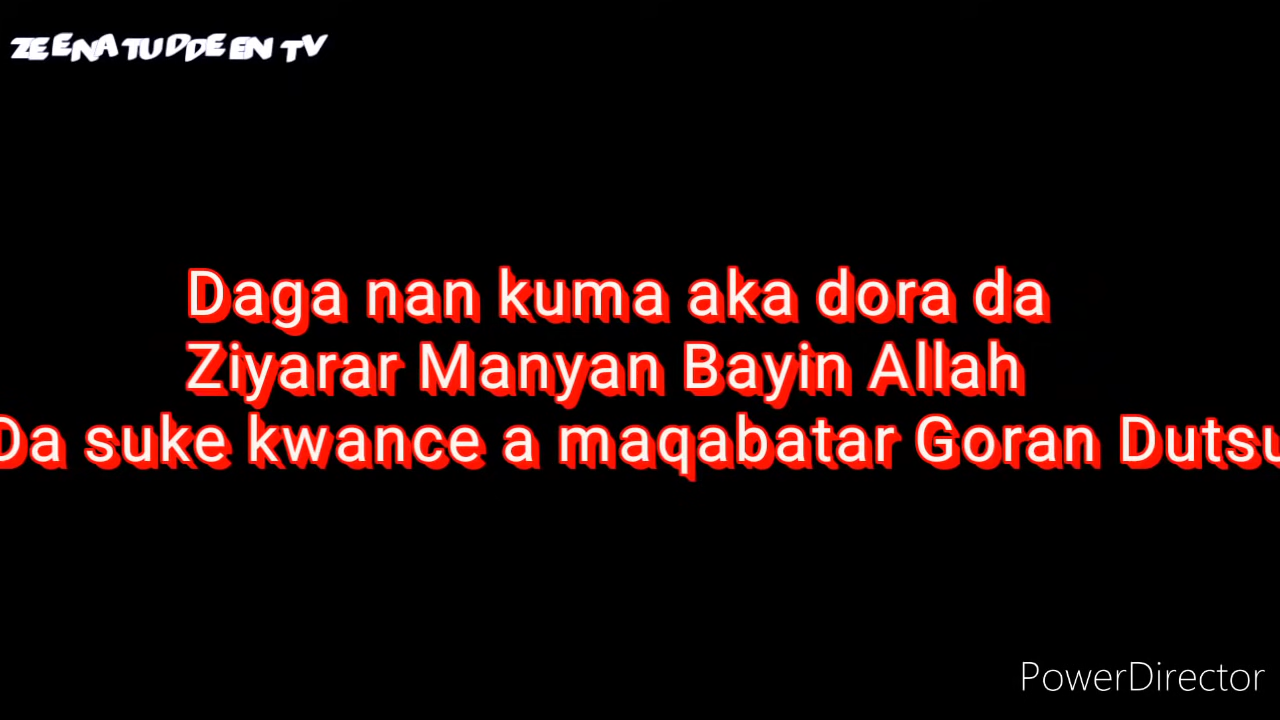 ZEENATUDDEEN TV
Daga nan kuma aka dora da
Ziyarar Manyan Bayin Allah
Da suke kwance a maqabatar Goran Dutsu
PowerDirector